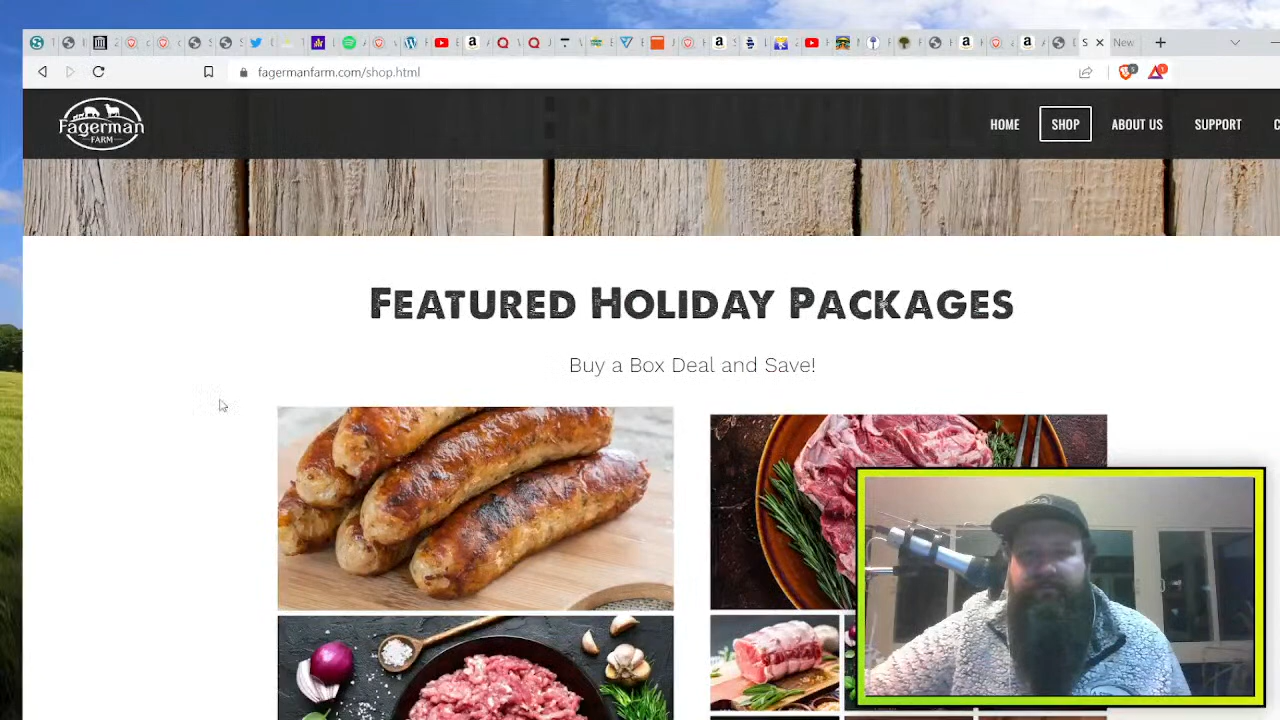 New
fagermanfarm.com/shop.html
Fagerman
FARM
HOME
SHOP
ABOUT US
SUPPORT
FEATURED HOLIDAY PACKAGES
Buy a Box Deal and Save!